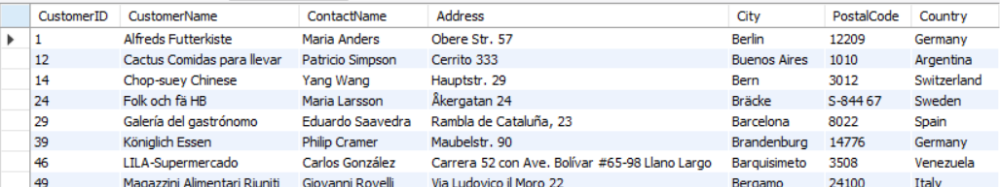 CustomerID CustomerName ContactName Address City PostalCode Country
1 Alfreds Futterkiste Maria Anders Obere Str. 57 Berlin 12209 Germany
12 Cactus Comidas para llevar Patricio Simpson Cerrito 333 Buenos Aires 1010 Argentina
14 Chop-suey Chinese Yang Wang Hauptstr. 29 Bern 3012 Switzerland
24 Folk och fä HB Maria Larsson Åkergatan 24 Bräcke S-844 67 Sweden
29 Galería del gastrónomo Eduardo Saavedra Rambla de Cataluña, 23 Barcelona 8022 Spain
39 Königlich Essen Philip Cramer Maubelstr. 90 Brandenburg 14776 Germany
46 LILA-Supermercado Carlos González Carrera 52 con Ave. Bolívar #65-98 Llano Largo Barquisimeto 3508 Venezuela
49 Magazzini Alimentari Riuniti Giovanni Rovelli Via Ludovico il Moro 22 Bergamo 24100 Italy